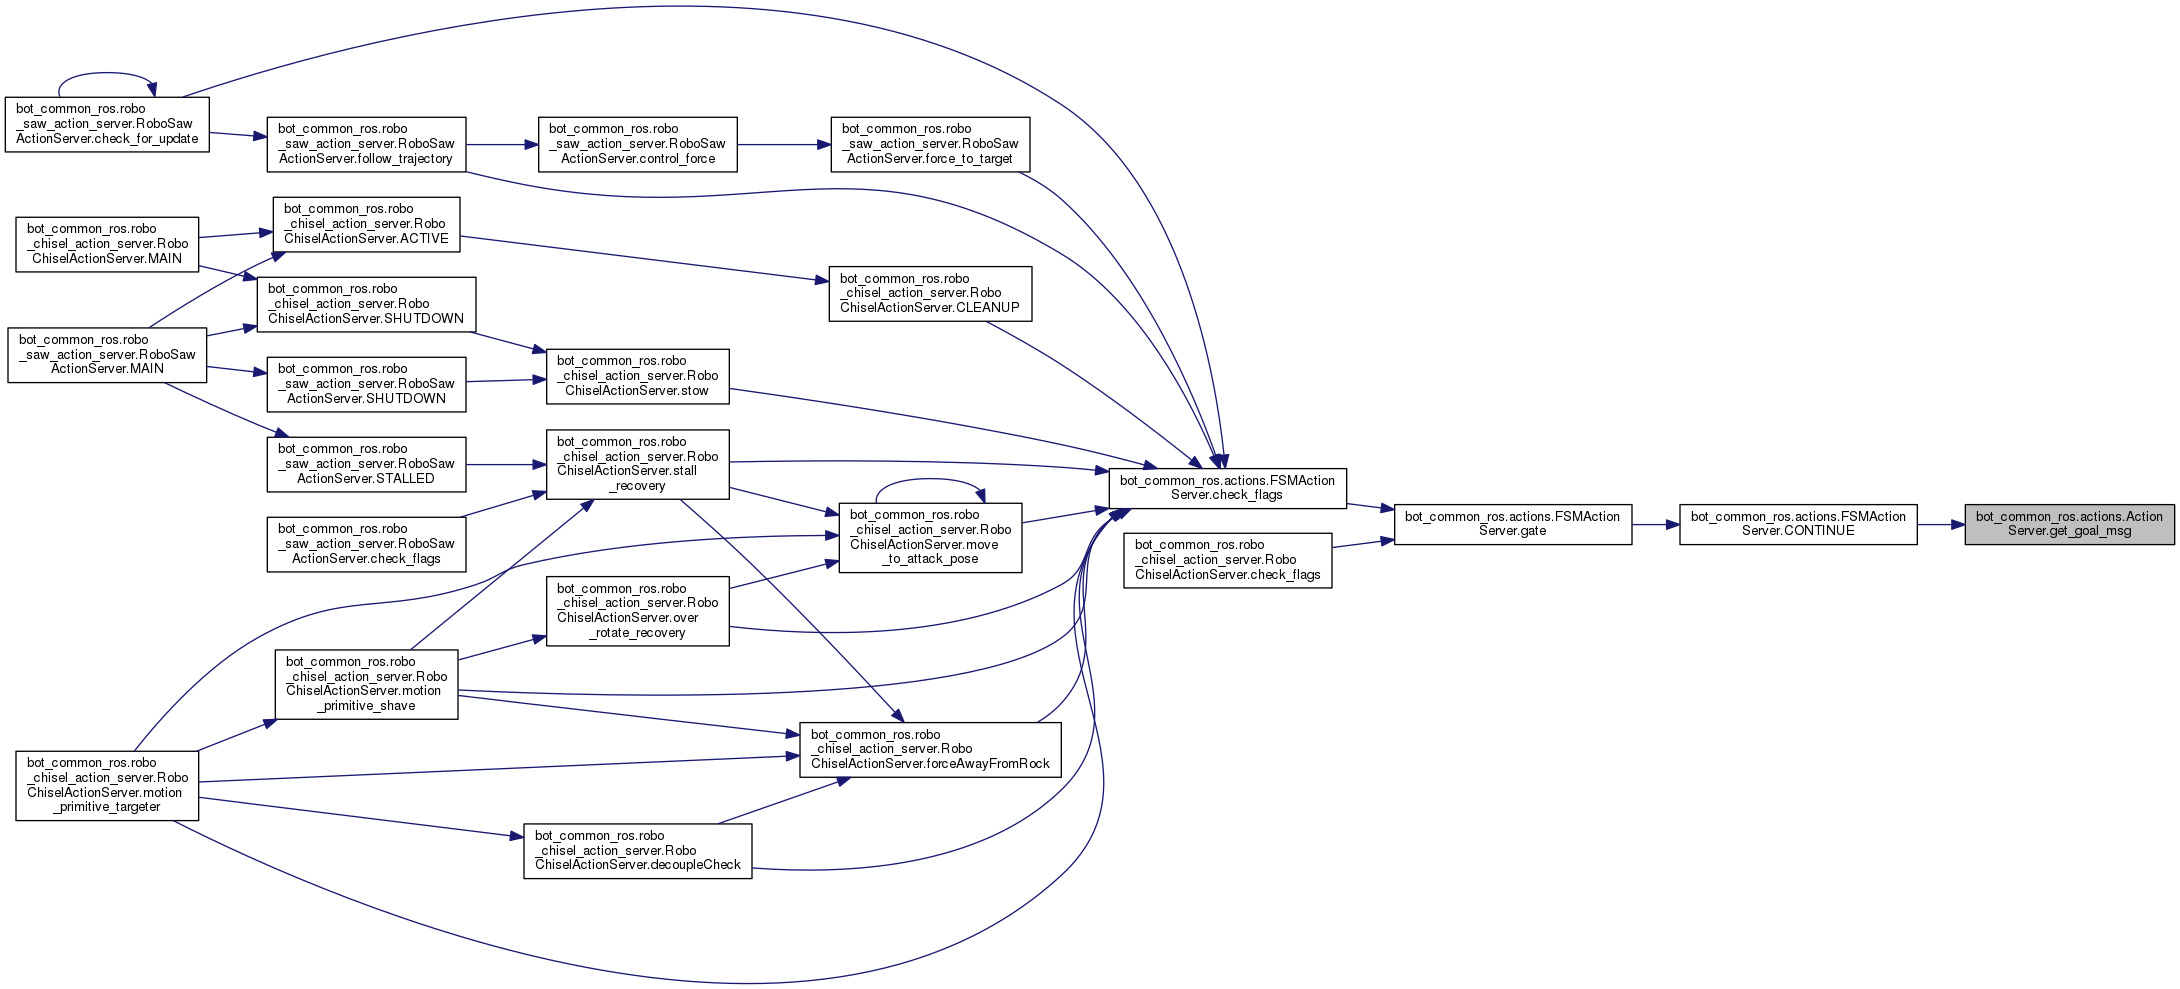 bot_common_ros.robo
_saw_action_server.RoboSaw
ActionServer.check_for_update
bot_common_ros.robo
_saw_action_server.RoboSaw
ActionServer.follow_trajectory
bot_common_ros.robo
_saw_action_server.RoboSaw
ActionServer.control_force
bot_common_ros.robo
_saw_action_server.RoboSaw
ActionServer.force_to_target
bot_common_ros.robo
_chisel_action_server.Robo
ChiselActionServer.MAIN
bot_common_ros.robo
_chisel_action_server.Robo
ChiselActionServer.ACTIVE
bot_common_ros.robo
_chisel_action_server.Robo
ChiselActionServer.SHUTDOWN
bot_common_ros.robo
_chisel_action_server.Robo
ChiselActionServer.CLEANUP
bot_common_ros.robo
_saw_action_server.RoboSaw
ActionServer.MAIN
bot_common_ros.robo
_saw_action_server.RoboSaw
ActionServer.SHUTDOWN
bot_common_ros.robo
_chisel_action_server.Robo
ChiselActionServer.stow
bot_common_ros.robo
_saw_action_server.RoboSaw
ActionServer.STALLED
bot_common_ros.robo
_chisel_action_server.Robo
ChiselActionServer.stall
_recovery
bot_common_ros.robo
_saw_action_server.RoboSaw
ActionServer.check_flags
bot_common_ros.robo
_chisel_action_server.Robo
ChiselActionServer.move
_to_attack_pose
bot_common_ros.actions.FSMAction
Server.check_flags
bot_common_ros.robo
_chisel_action_server.Robo
ChiselActionServer.check_flags
bot_common_ros.actions.FSMAction
Server.gate
bot_common_ros.actions.FSMAction
Server.CONTINUE
bot_common_ros.actions.Action
Server.get_goal_msg
bot_common_ros.robo
_chisel_action_server.Robo
ChiselActionServer.over
_rotate_recovery
bot_common_ros.robo
_chisel_action_server.Robo
ChiselActionServer.motion
_primitive_shave
bot_common_ros.robo
_chisel_action_server.Robo
ChiselActionServer.forceAwayFromRock
bot_common_ros.robo
_chisel_action_server.Robo
ChiselActionServer.motion
_primitive_targeter
bot_common_ros.robo
_chisel_action_server.Robo
ChiselActionServer.decoupleCheck